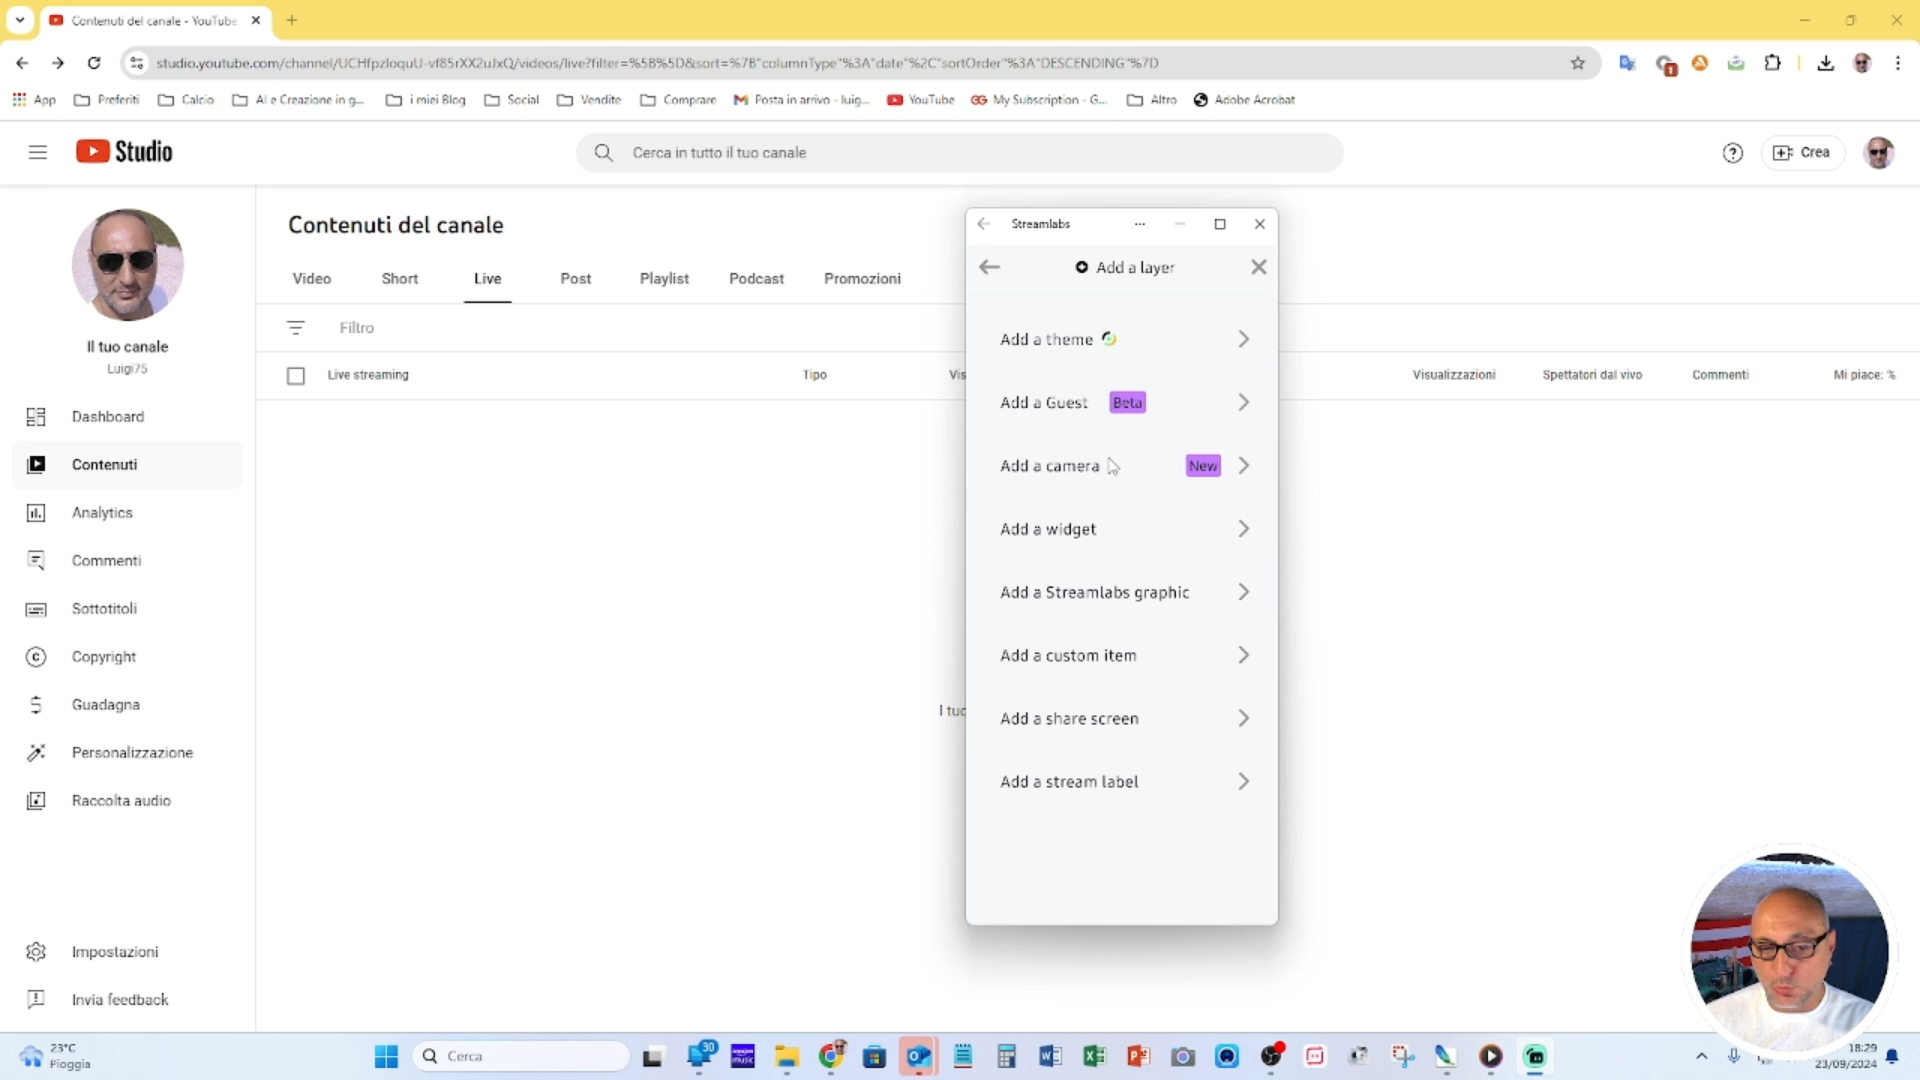 Contenuti del canale - YouTube
studio.youtube.com/channel/UCHfpzloquU-vf85rXX2uJxQ/videos/live?filter=%5B%5D&sort=%7B"columnType"%3A"date"%2C"sortOrder"%3A"DESCENDING"%7D
1
App
Preferiti
Calcio
AI e Creazione in g...
i miei Blog
Social
Vendite
Comprare
Posta in arrivo - luig...
YouTube
My Subscription - G...
Altro
Adobe Acrobat
Studio
Cerca in tutto il tuo canale
Crea
Il tuo canale
Luigi75
Dashboard
Contenuti
Analytics
Commenti
Sottotitoli
Copyright
Guadagna
Personalizzazione
Raccolta audio
Impostazioni
Invia feedback
Contenuti del canale
Video
Short
Live
Post
Playlist
Podcast
Promozioni
Filtro
Live streaming
Tipo
Vis
Visualizzazioni
Spettatori dal vivo
Commenti
Mi piace: %
I tuo
Streamlabs
Add a layer
Add a theme
Add a Guest Beta
Add a camera New
Add a widget
Add a Streamlabs graphic
Add a custom item
Add a share screen
Add a stream label
23°C
Pioggia
Cerca
30
18:29
23/09/2024